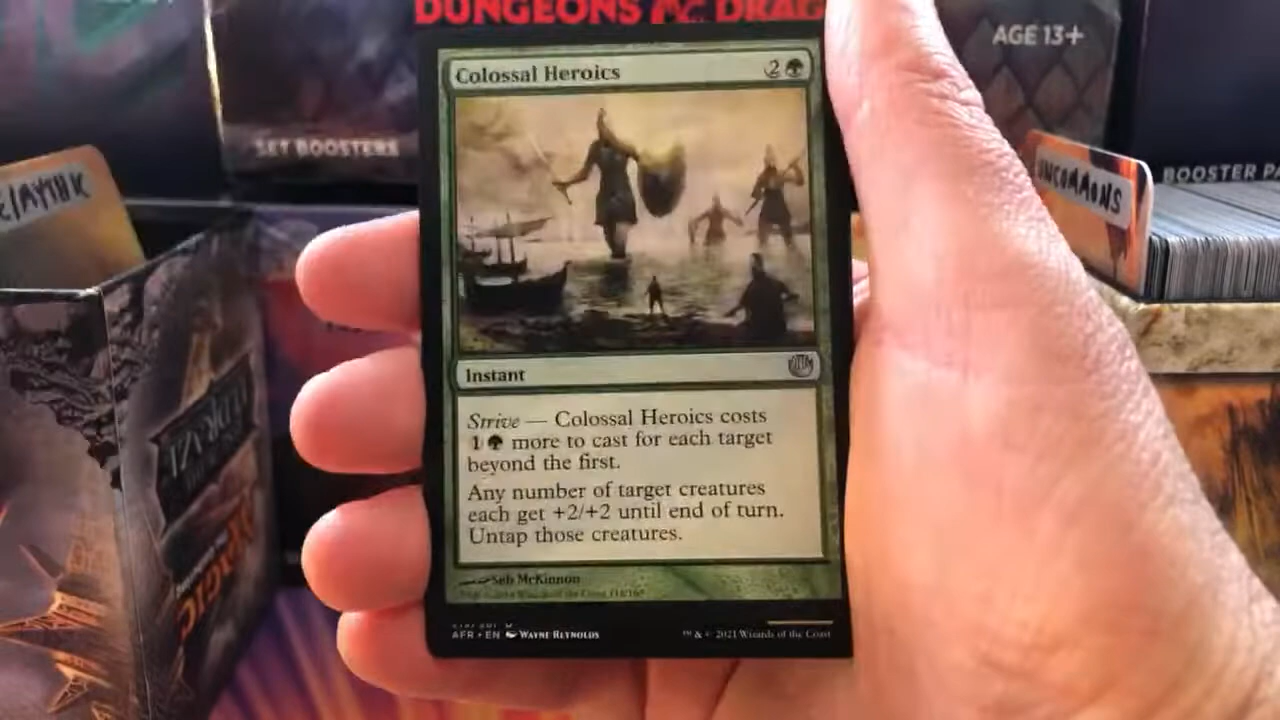 DUNGEONS & DRAG
AGE 13+
SET BOOSTERS
UNCOMMONS
BOOSTER PA
Colossal Heroics
2
Instant
Strive — Colossal Heroics costs
1 more to cast for each target
beyond the first.
Any number of target creatures
each get +2/+2 until end of turn.
Untap those creatures.
Seb McKinnon
AFR • EN Wayne Reynolds
™ & © 2021 Wizards of the Coast
MAGIC